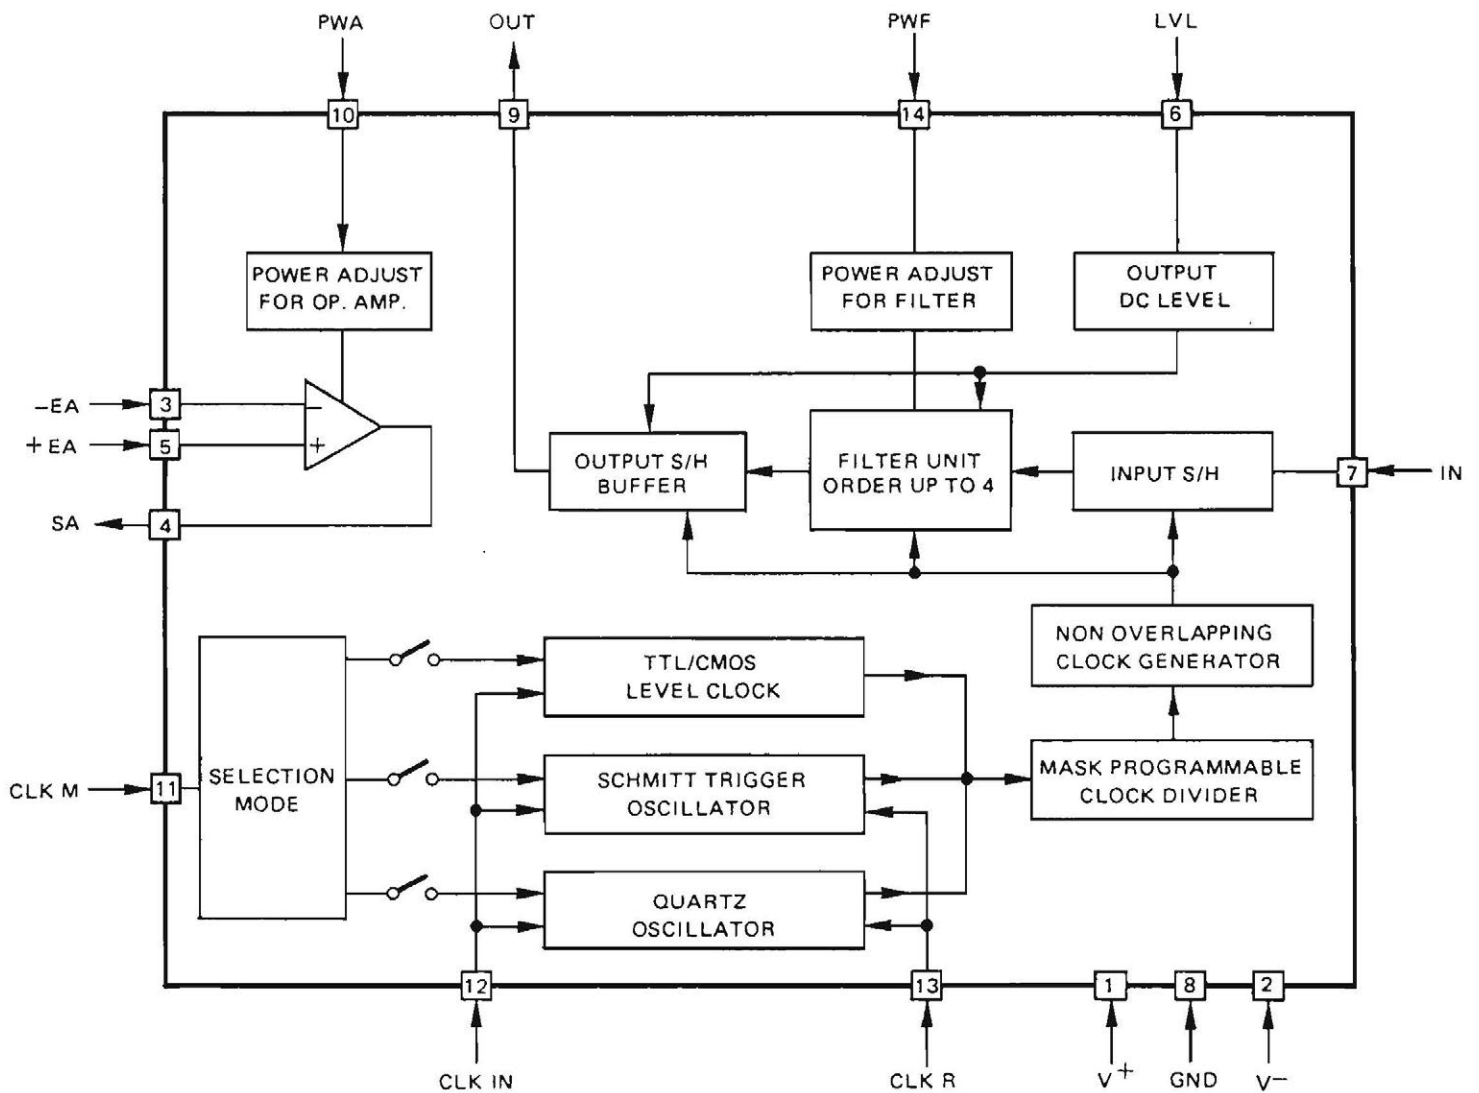 PWA
OUT
PWF
LVL
10
9
14
6
POWER ADJUST
FOR OP. AMP.
POWER ADJUST
FOR FILTER
OUTPUT
DC LEVEL
-EA
3
−
+EA
5
+
SA
4
OUTPUT S/H
BUFFER
FILTER UNIT
ORDER UP TO 4
INPUT S/H
7
IN
NON OVERLAPPING
CLOCK GENERATOR
TTL/CMOS
LEVEL CLOCK
CLK M
11
SELECTION
MODE
SCHMITT TRIGGER
OSCILLATOR
MASK PROGRAMMABLE
CLOCK DIVIDER
QUARTZ
OSCILLATOR
12
13
1
8
2
CLK IN
CLK R
V+
GND
V−